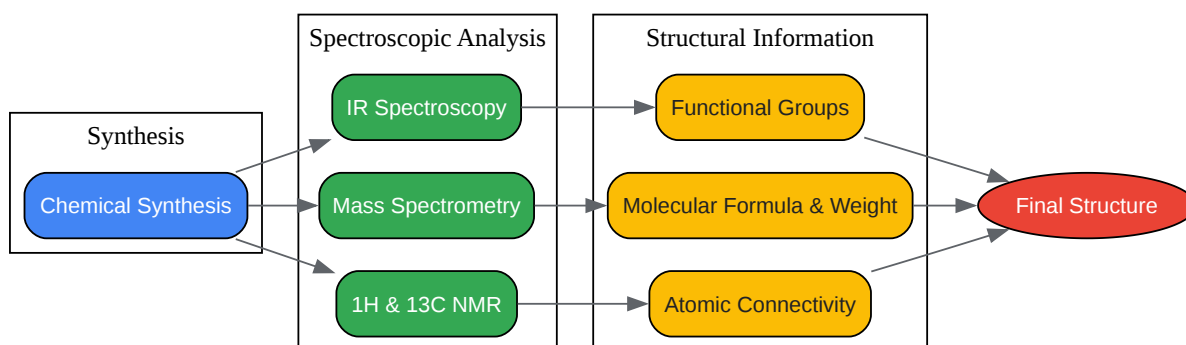 Synthesis
Chemical Synthesis
Spectroscopic Analysis
IR Spectroscopy
Mass Spectrometry
1H & 13C NMR
Structural Information
Functional Groups
Molecular Formula & Weight
Atomic Connectivity
Final Structure